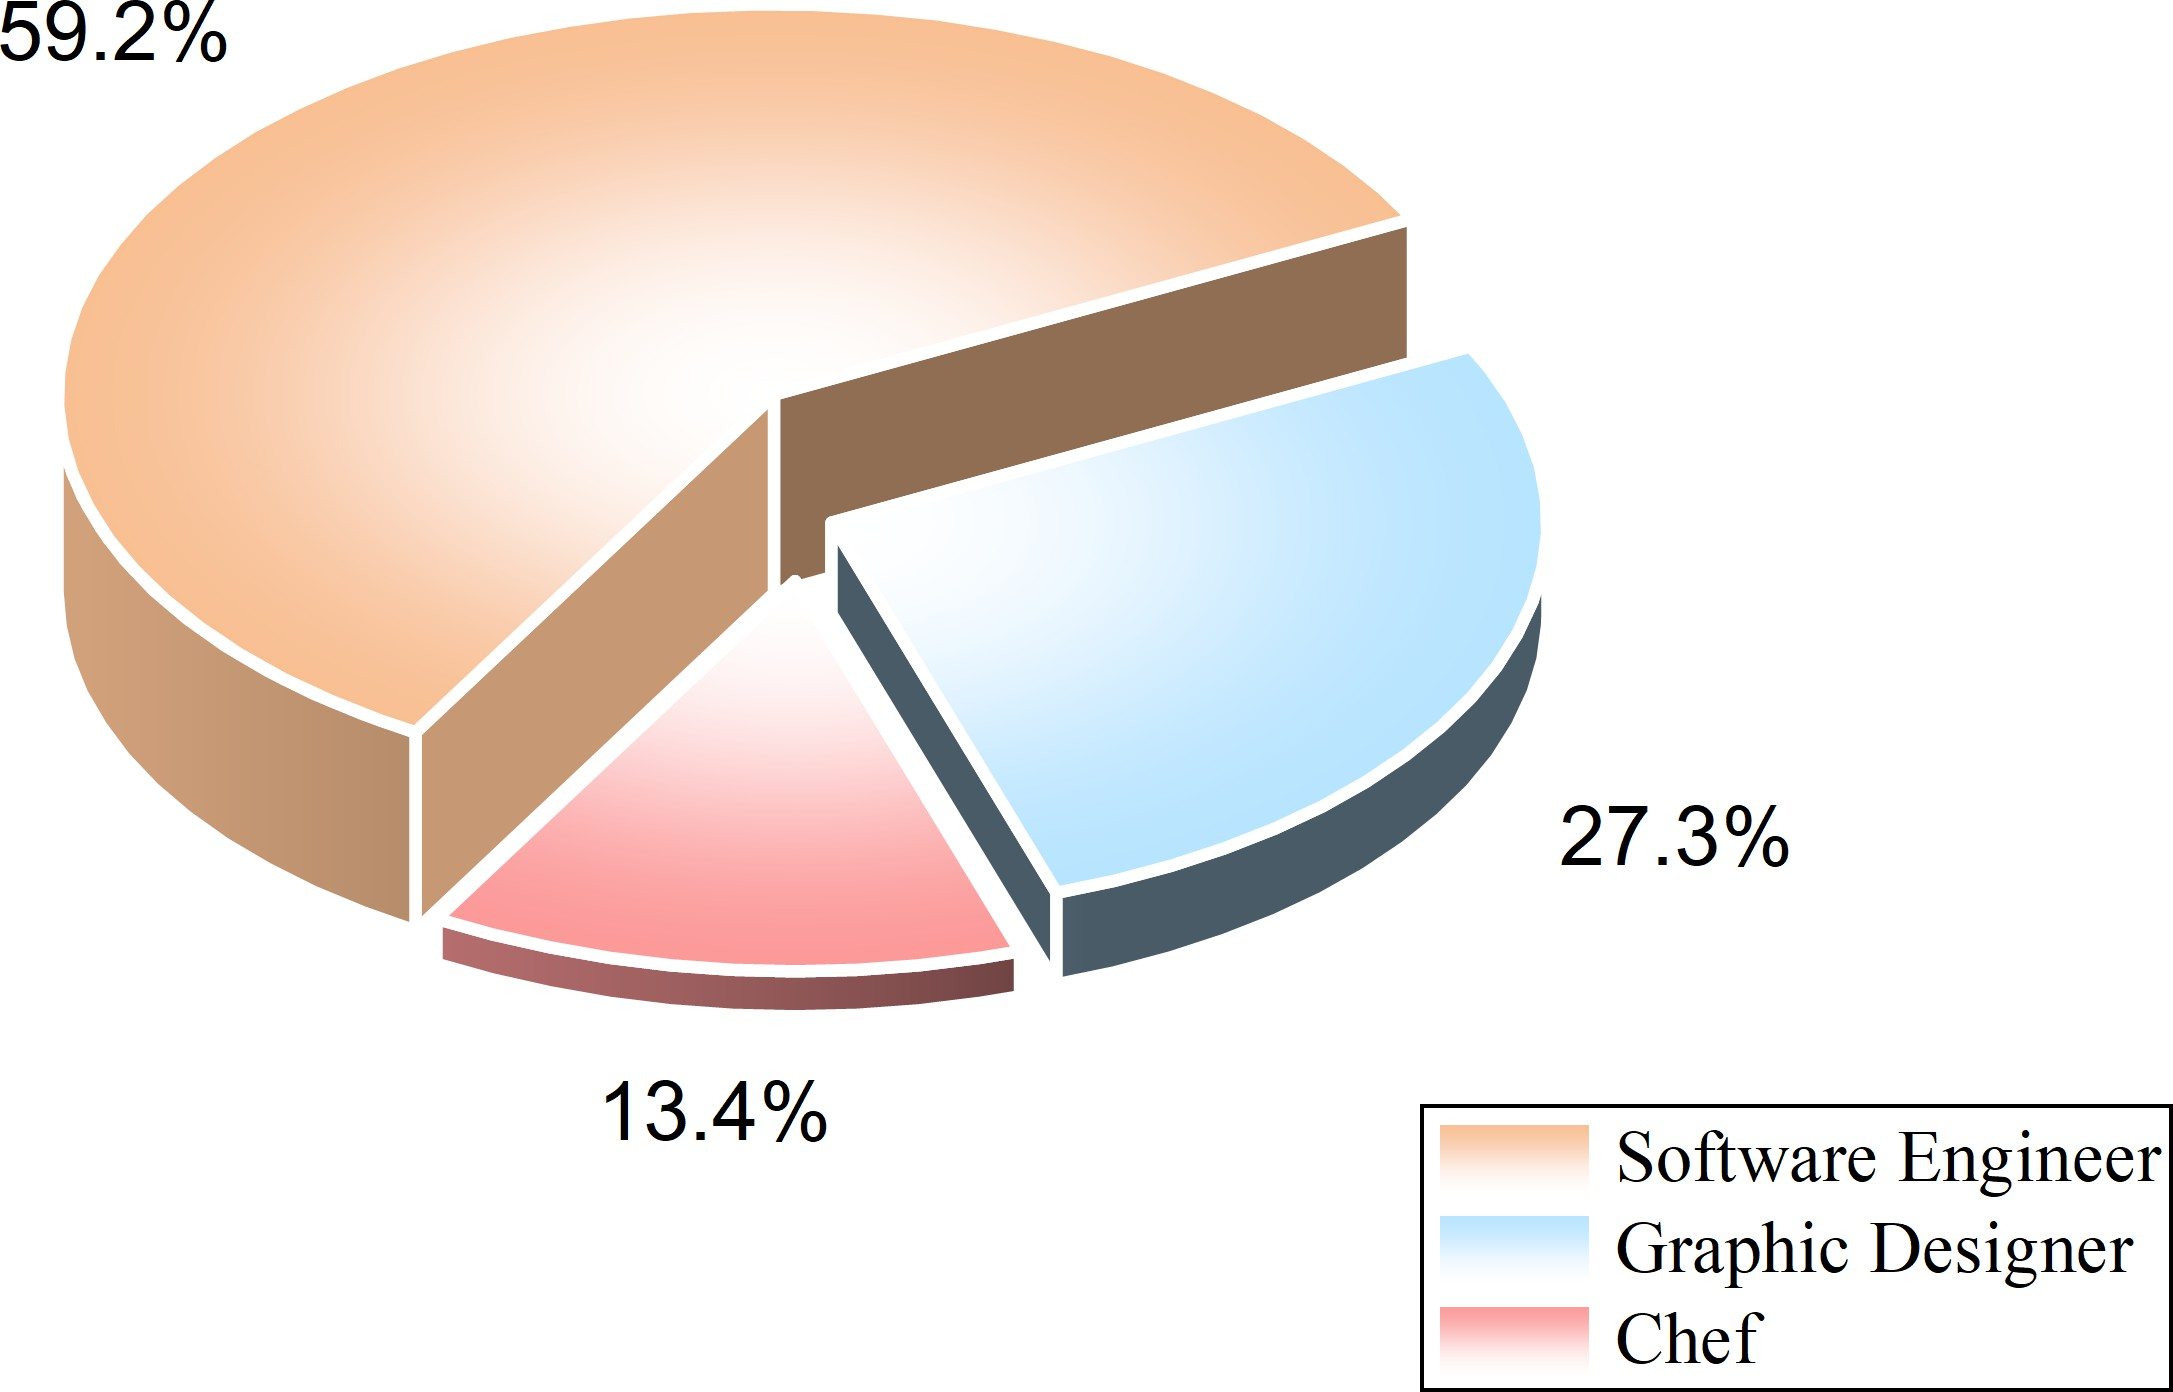 59.2%
27.3%
13.4%
Software Engineer
Graphic Designer
Chef